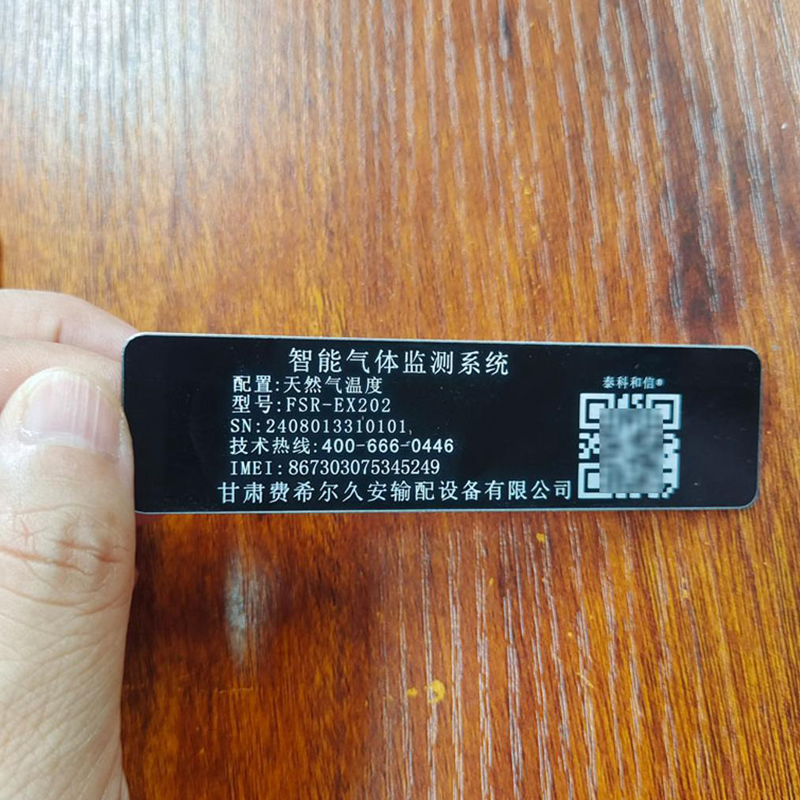 智能气体监测系统
配置:天然气温度
型号:FSR-EX202
SN:2408013310101
技术热线:400-666-0446
IMEI:867303075345249
甘肃费希尔久安输配设备有限公司
泰科和信®